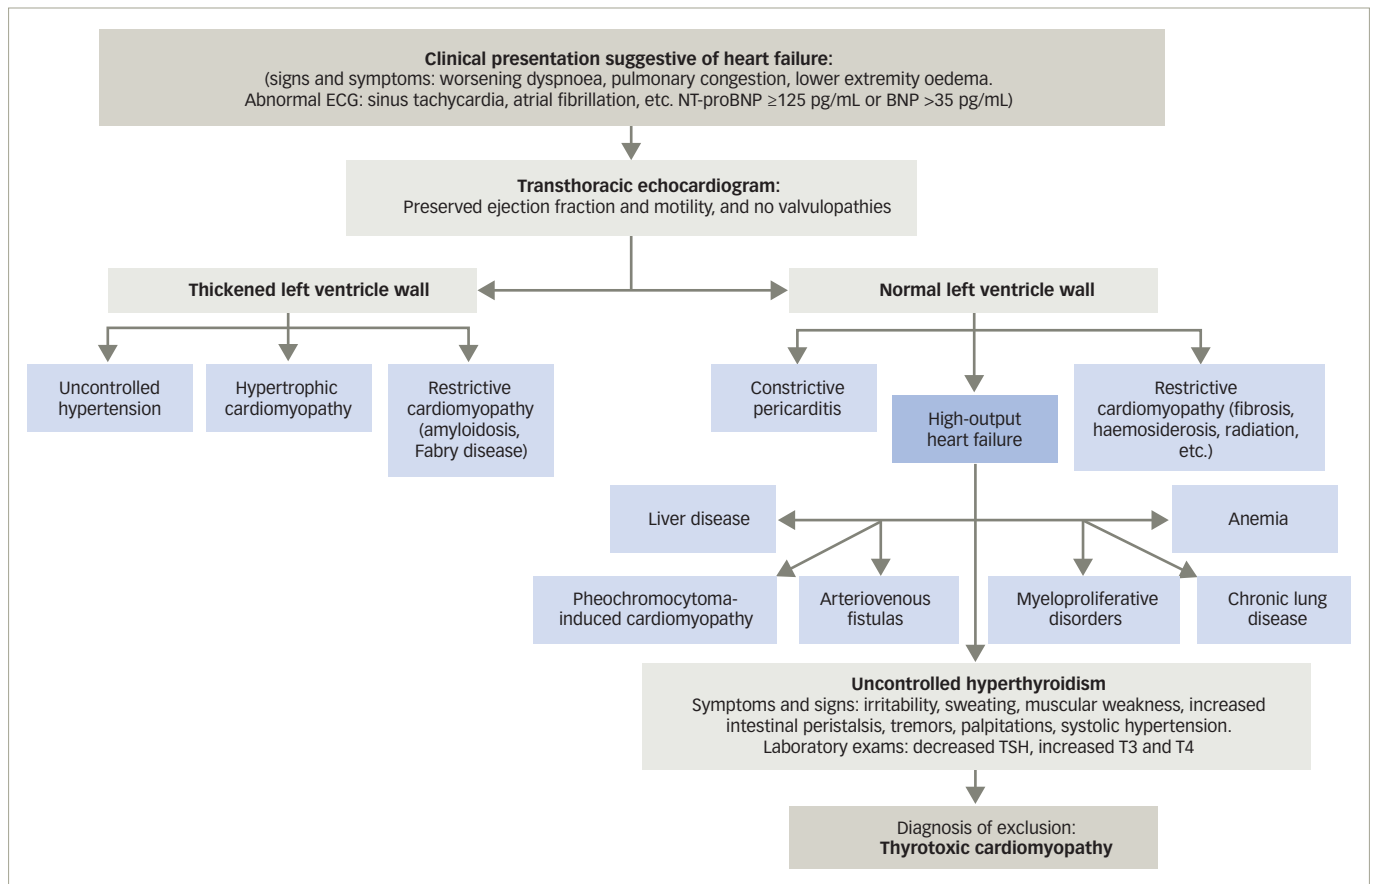 Clinical presentation suggestive of heart failure:
(signs and symptoms: worsening dyspnoea, pulmonary congestion, lower extremity oedema.
Abnormal ECG: sinus tachycardia, atrial fibrillation, etc. NT-proBNP ≥125 pg/mL or BNP >35 pg/mL)
Transthoracic echocardiogram:
Preserved ejection fraction and motility, and no valvulopathies
Thickened left ventricle wall
Normal left ventricle wall
Uncontrolled
hypertension
Hypertrophic
cardiomyopathy
Restrictive
cardiomyopathy
(amyloidosis,
Fabry disease)
Constrictive
pericarditis
High-output
heart failure
Restrictive
cardiomyopathy (fibrosis,
haemosiderosis, radiation,
etc.)
Liver disease
Anemia
Pheochromocytoma-
induced cardiomyopathy
Arteriovenous
fistulas
Myeloproliferative
disorders
Chronic lung
disease
Uncontrolled hyperthyroidism
Symptoms and signs: irritability, sweating, muscular weakness, increased
intestinal peristalsis, tremors, palpitations, systolic hypertension.
Laboratory exams: decreased TSH, increased T3 and T4
Diagnosis of exclusion:
Thyrotoxic cardiomyopathy